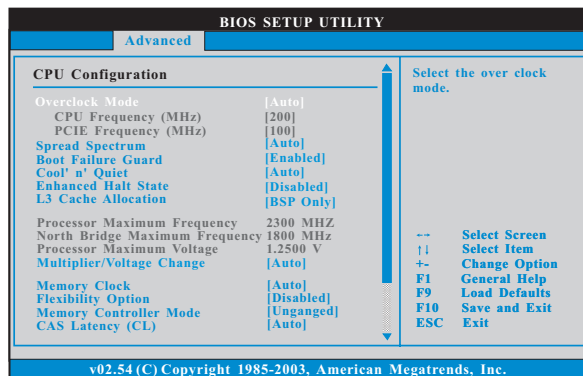 BIOS SETUP UTILITY
Advanced
CPU Configuration
Overclock Mode [Auto]
CPU Frequency (MHz) [200]
PCIE Frequency (MHz) [100]
Spread Spectrum [Auto]
Boot Failure Guard [Enabled]
Cool' n' Quiet [Auto]
Enhanced Halt State [Disabled]
L3 Cache Allocation [BSP Only]
Processor Maximum Frequency 2300 MHZ
North Bridge Maximum Frequency 1800 MHz
Processor Maximum Voltage 1.2500 V
Multiplier/Voltage Change [Auto]
Memory Clock [Auto]
Flexibility Option [Disabled]
Memory Controller Mode [Unganged]
CAS Latency (CL) [Auto]
Select the over clock
mode.
←→ Select Screen
↑↓ Select Item
+- Change Option
F1 General Help
F9 Load Defaults
F10 Save and Exit
ESC Exit
v02.54 (C) Copyright 1985-2003, American Megatrends, Inc.